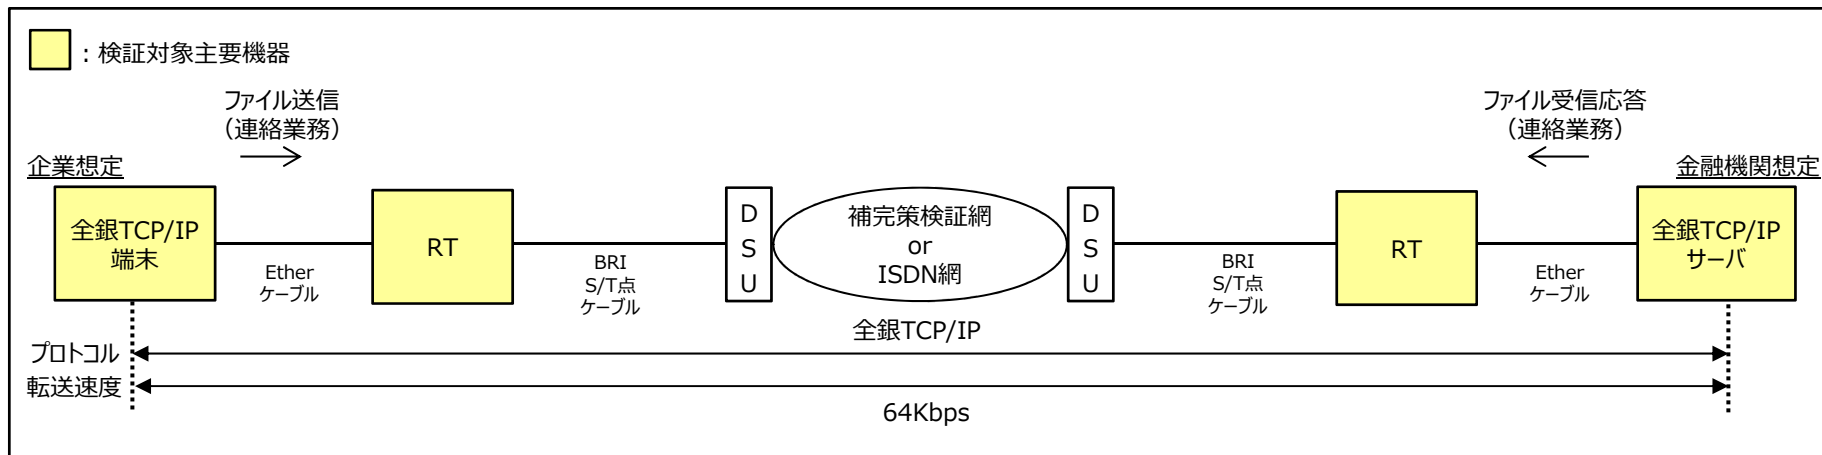 ：検証対象主要機器
ファイル送信
（連絡業務）
ファイル受信応答
（連絡業務）
企業想定
金融機関想定
全銀TCP/IP
端末
Ether
ケーブル
RT
BRI
S/T点
ケーブル
D
S
U
補完策検証網
or
ISDN網
D
S
U
BRI
S/T点
ケーブル
RT
Ether
ケーブル
全銀TCP/IP
サーバ
全銀TCP/IP
プロトコル
転送速度
64Kbps